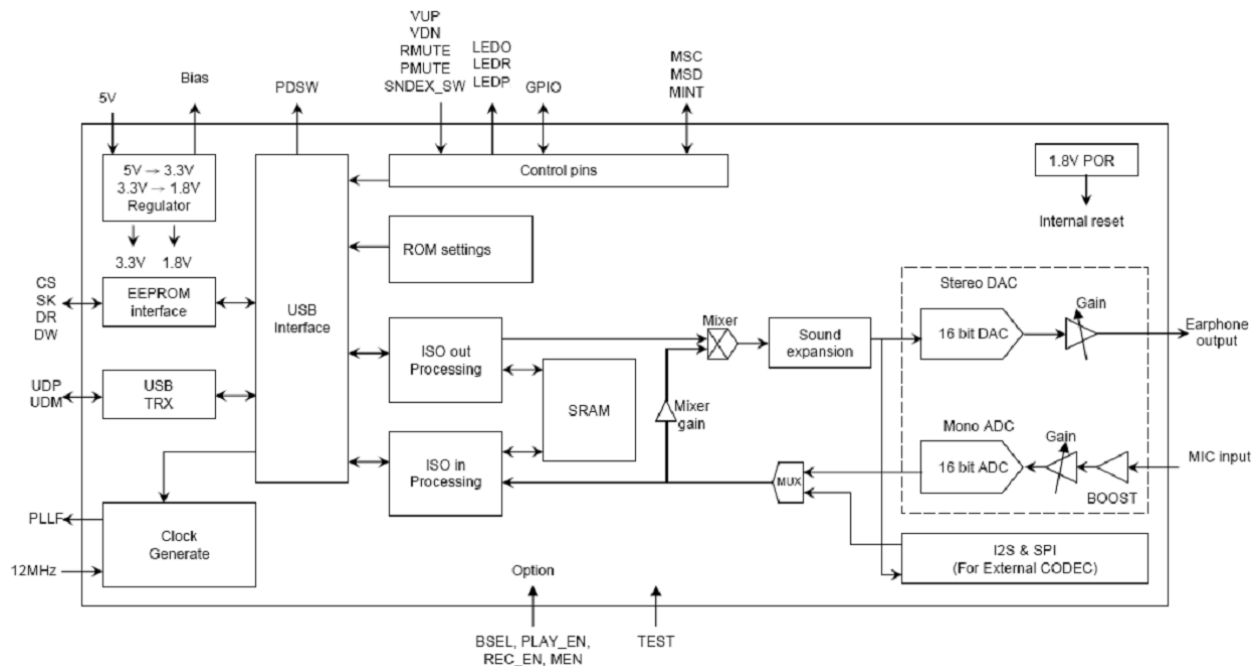 VUP
VDN
RMUTE
PMUTE
SNDEX_SW
LEDO
LEDR
LEDP
MSC
MSD
MINT
Bias
PDSW
GPIO
5V
5V → 3.3V
3.3V → 1.8V
Regulator
Control pins
1.8V POR
Internal reset
3.3V 1.8V
ROM settings
CS
SK
DR
DW
EEPROM
interface
USB
Interface
Stereo DAC
Gain
16 bit DAC
Earphone
output
Mixer
Sound
expansion
ISO out
Processing
SRAM
UDP
UDM
USB
TRX
Mixer
gain
Mono ADC
Gain
16 bit ADC
BOOST
MIC input
ISO in
Processing
MUX
PLLF
12MHz
Clock
Generate
I2S & SPI
(For External CODEC)
Option
BSEL, PLAY_EN,
REC_EN, MEN
TEST